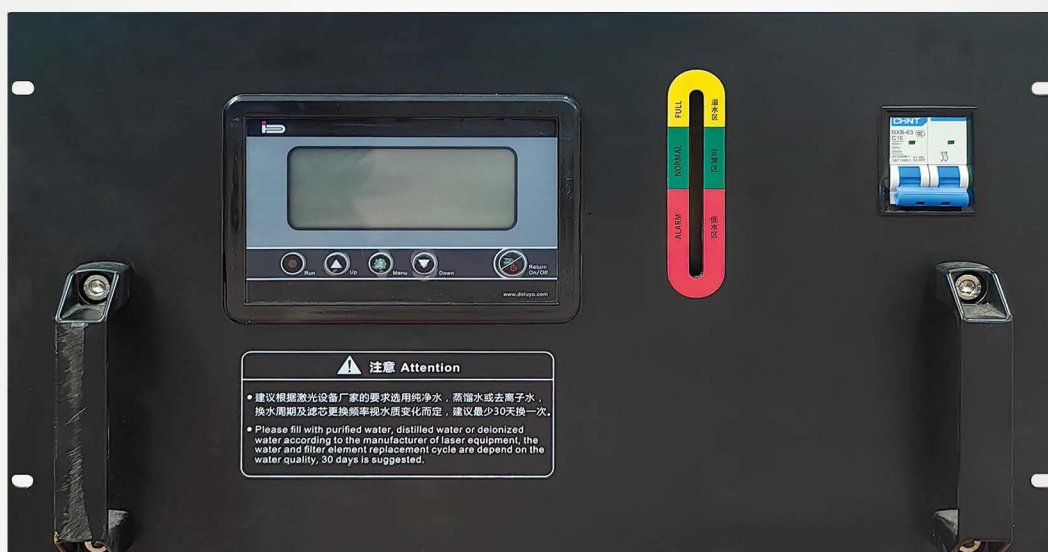 CHNT
NXB-63
C16
FULL
溢水区
NORMAL
正常区
ALARM
缺水区
Run
Up
Menu
Down
Return
On/Off
www.doluyo.com
注意 Attention
• 建议根据激光设备厂家的要求选用纯净水，蒸馏水或去离子水，
换水周期及滤芯更换频率视水质变化而定，建议最少30天换一次。
• Please fill with purified water, distilled water or deionized
water according to the manufacturer of laser equipment, the
water and filter element replacement cycle are depend on the
water quality, 30 days is suggested.